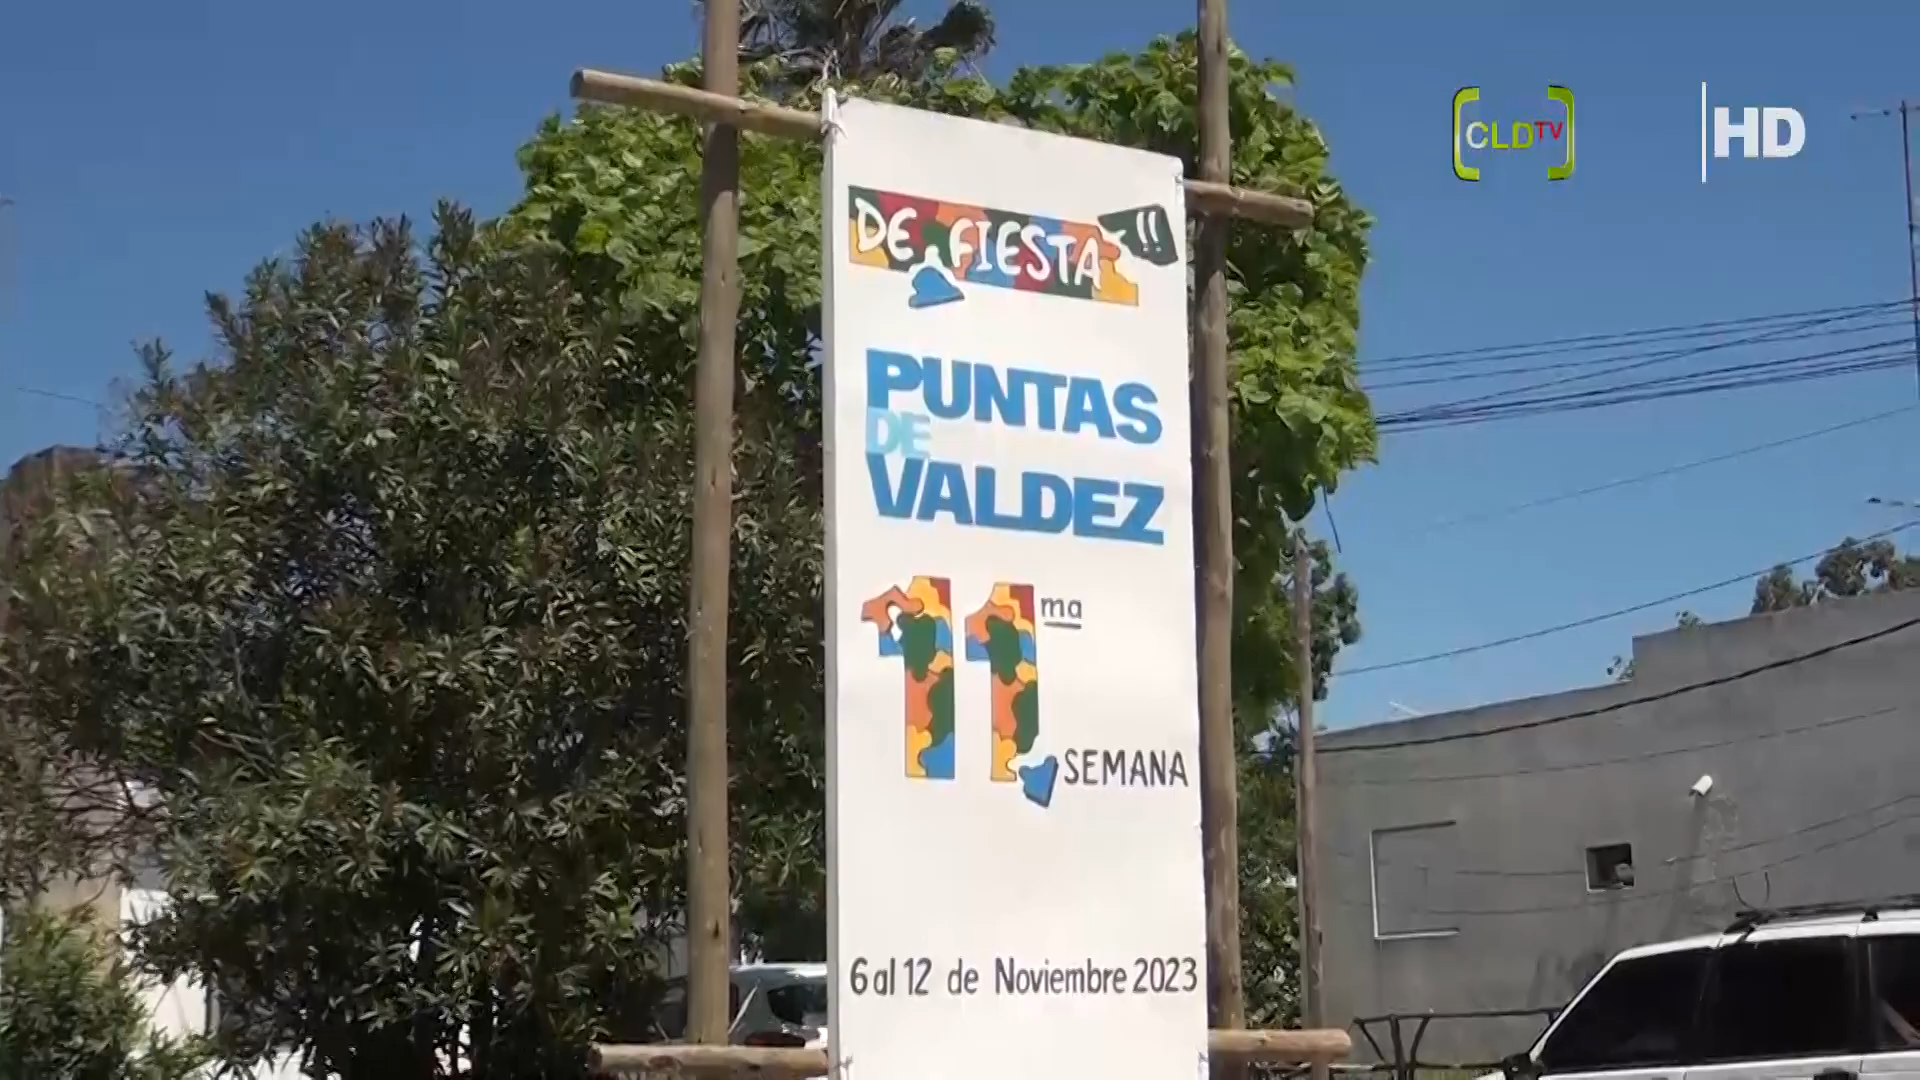 CLDTV
HD
DE FIESTA!!
PUNTAS
DE
VALDEZ
11ma
SEMANA
6 al 12 de Noviembre 2023